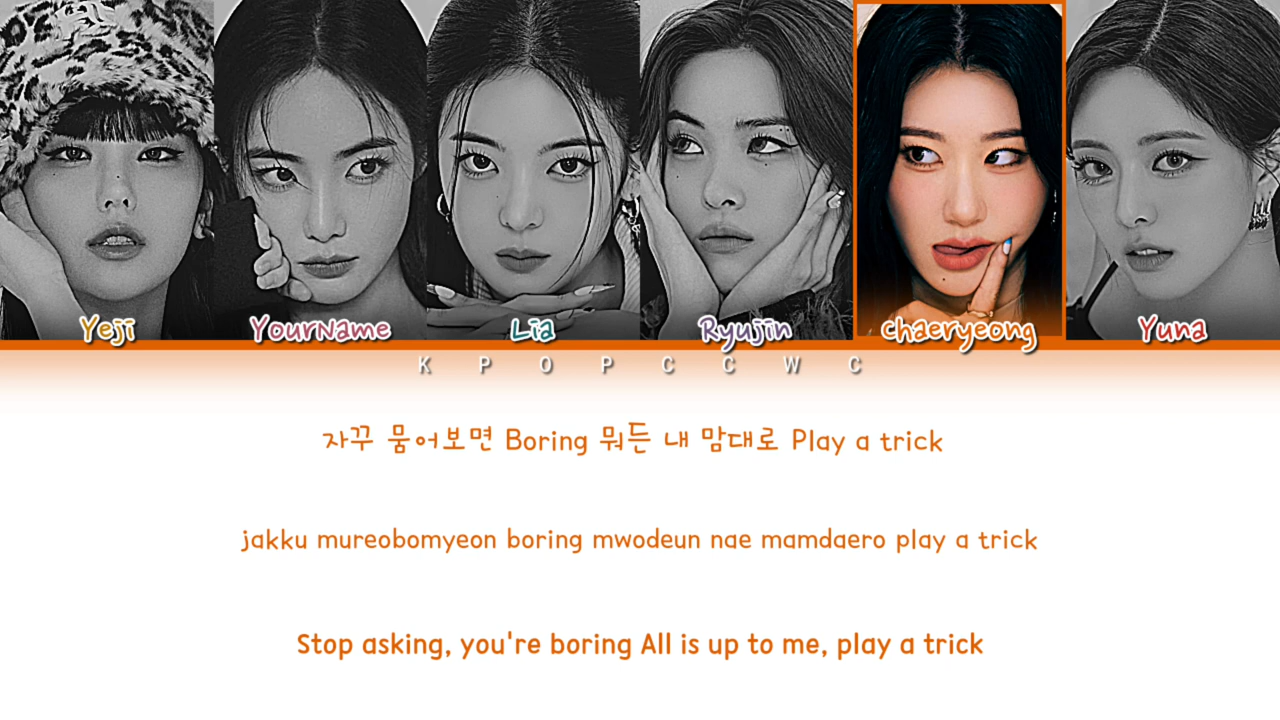 Yeji YourName Lia Ryujin chaeryeong Yuna
K P O P C C W C
자꾸 뭄어보면 Boring 뭐든 내 맘대로 Play a trick
jakku mureobomyeon boring mwodeun nae mamdaero play a trick
Stop asking, you're boring All is up to me, play a trick